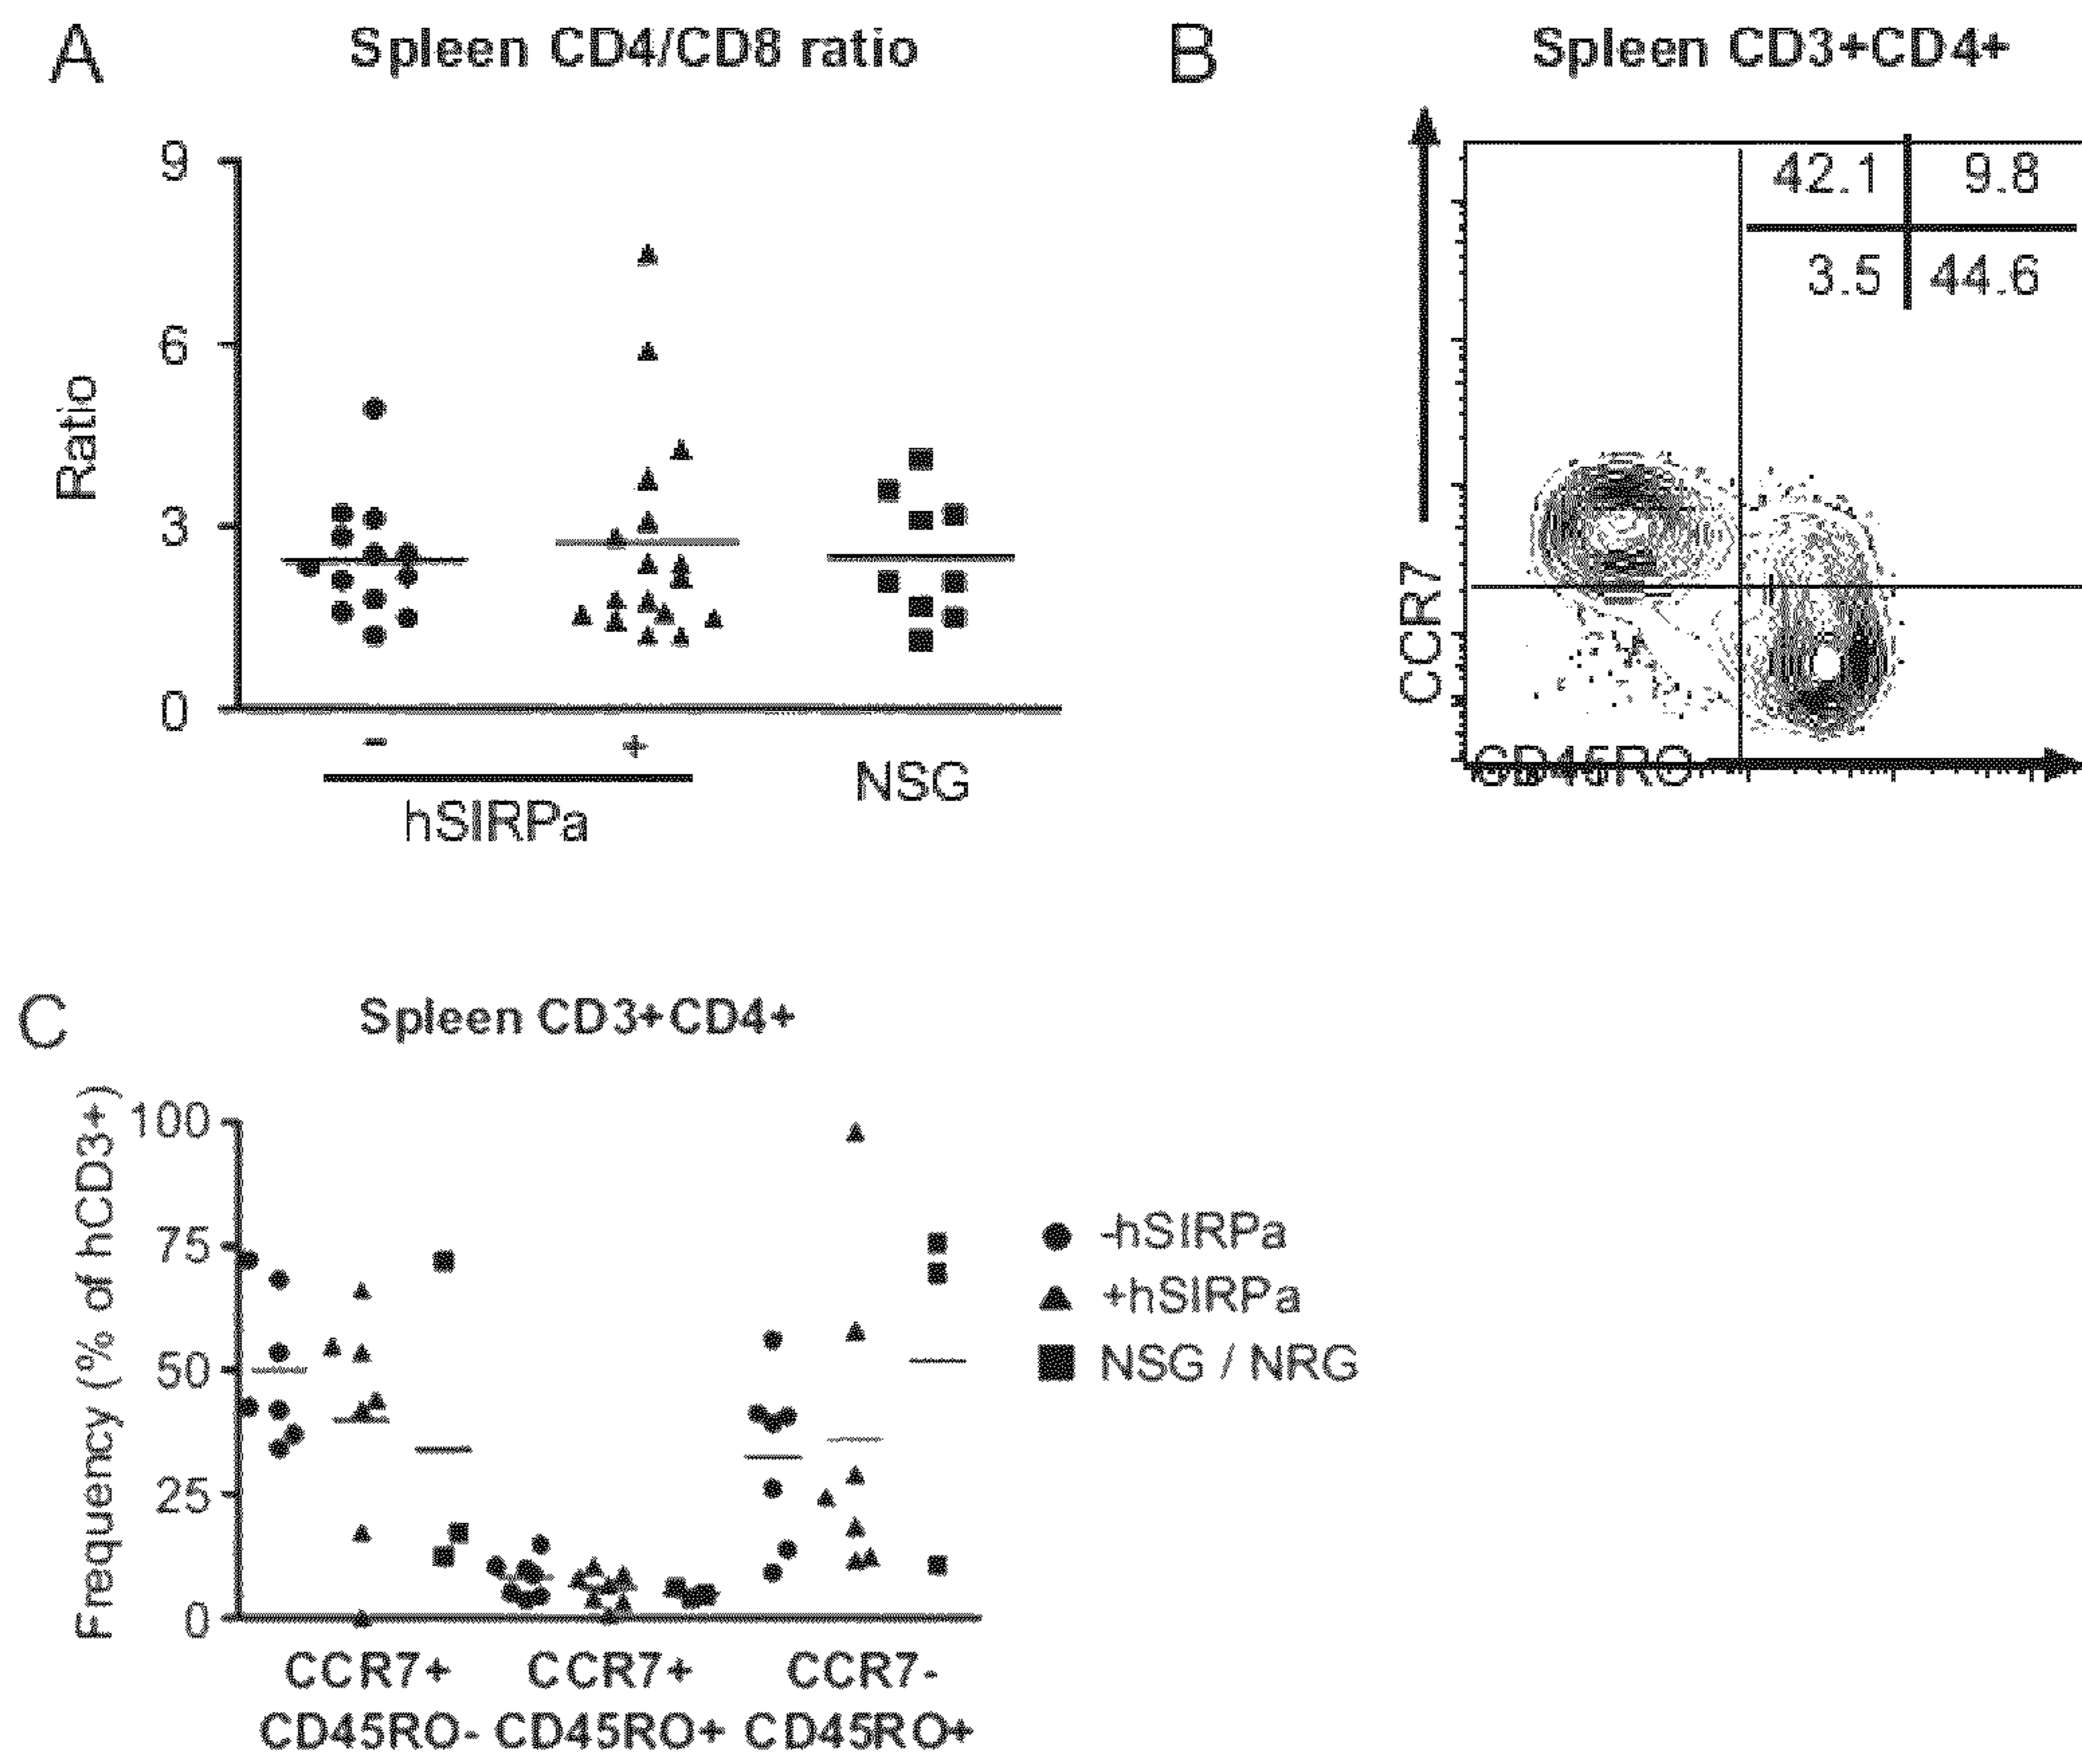 A
Spleen CD4/CD8 ratio
9
6
3
0
Ratio
-
+
hSIRPa
NSG
B
Spleen CD3+CD4+
42.1 9.8
3.5 44.6
CCR7
CD45RO
C
Spleen CD3+CD4+
Frequency (% of hCD3+)
100
75
50
25
0
CCR7+ CCR7+ CCR7-
CD45RO- CD45RO+ CD45RO+
-hSIRPa
+hSIRPa
NSG / NRG